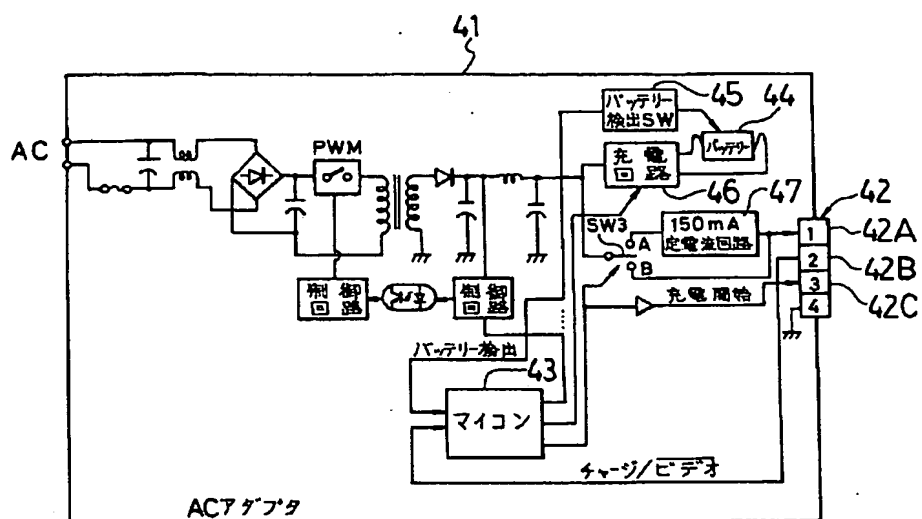 41
45
44
バッテリー
検出SW
バッテリー
AC
PWM
充電
回路
46
47
42
SW3
A
150mA
定電流回路
1
42A
B
2
42B
3
42C
充電開始
4
制御
回路
制御
回路
バッテリー検出
43
マイコン
チャージ/ビデオ
ACアダプタ